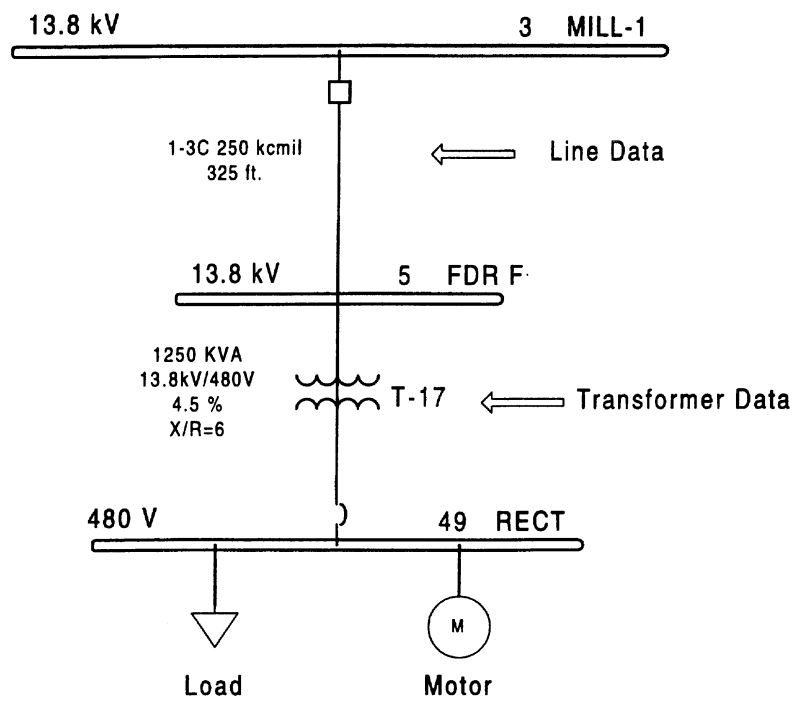 13.8 kV 3 MILL-1
1-3C 250 kcmil
325 ft.
Line Data
13.8 kV 5 FDR F
1250 KVA
13.8kV/480V
4.5 %
X/R=6
T-17
Transformer Data
480 V 49 RECT
M
Load Motor